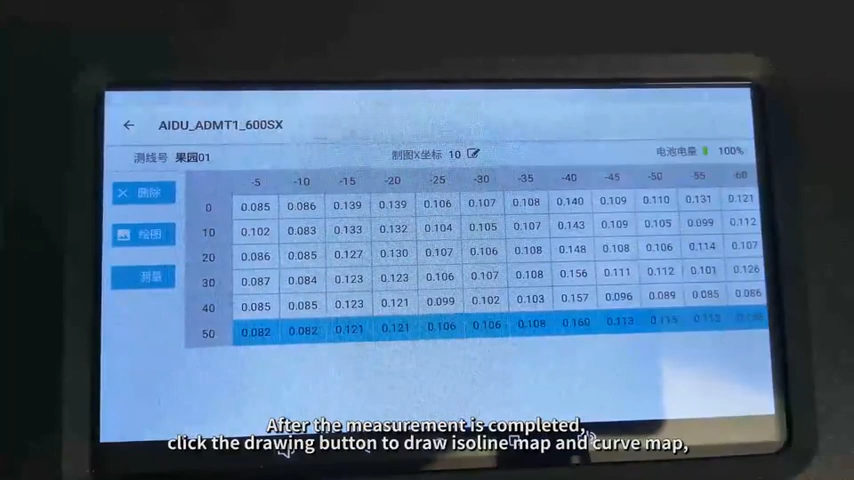 AIDU_ADMT1_600SX
测线号 果园01 制图X坐标 10 电池电量 100%
-5 -10 -15 -20 -25 -30 -35 -40 -45 -50 -55 60
删除
0 0.085 0.086 0.139 0.139 0.106 0.107 0.108 0.140 0.109 0.110 0.131 0.121
10 0.102 0.083 0.133 0.132 0.104 0.105 0.107 0.143 0.109 0.105 0.099 0.112
绘图
20 0.086 0.085 0.127 0.130 0.107 0.106 0.108 0.148 0.108 0.106 0.114 0.107
测量
30 0.087 0.084 0.123 0.123 0.106 0.107 0.108 0.156 0.111 0.112 0.101 0.126
40 0.085 0.085 0.123 0.121 0.099 0.102 0.103 0.157 0.096 0.089 0.085 0.086
50 0.082 0.082 0.121 0.121 0.106 0.106 0.108 0.160 0.113
After the measurement is completed,
click the drawing button to draw isoline map and curve map,